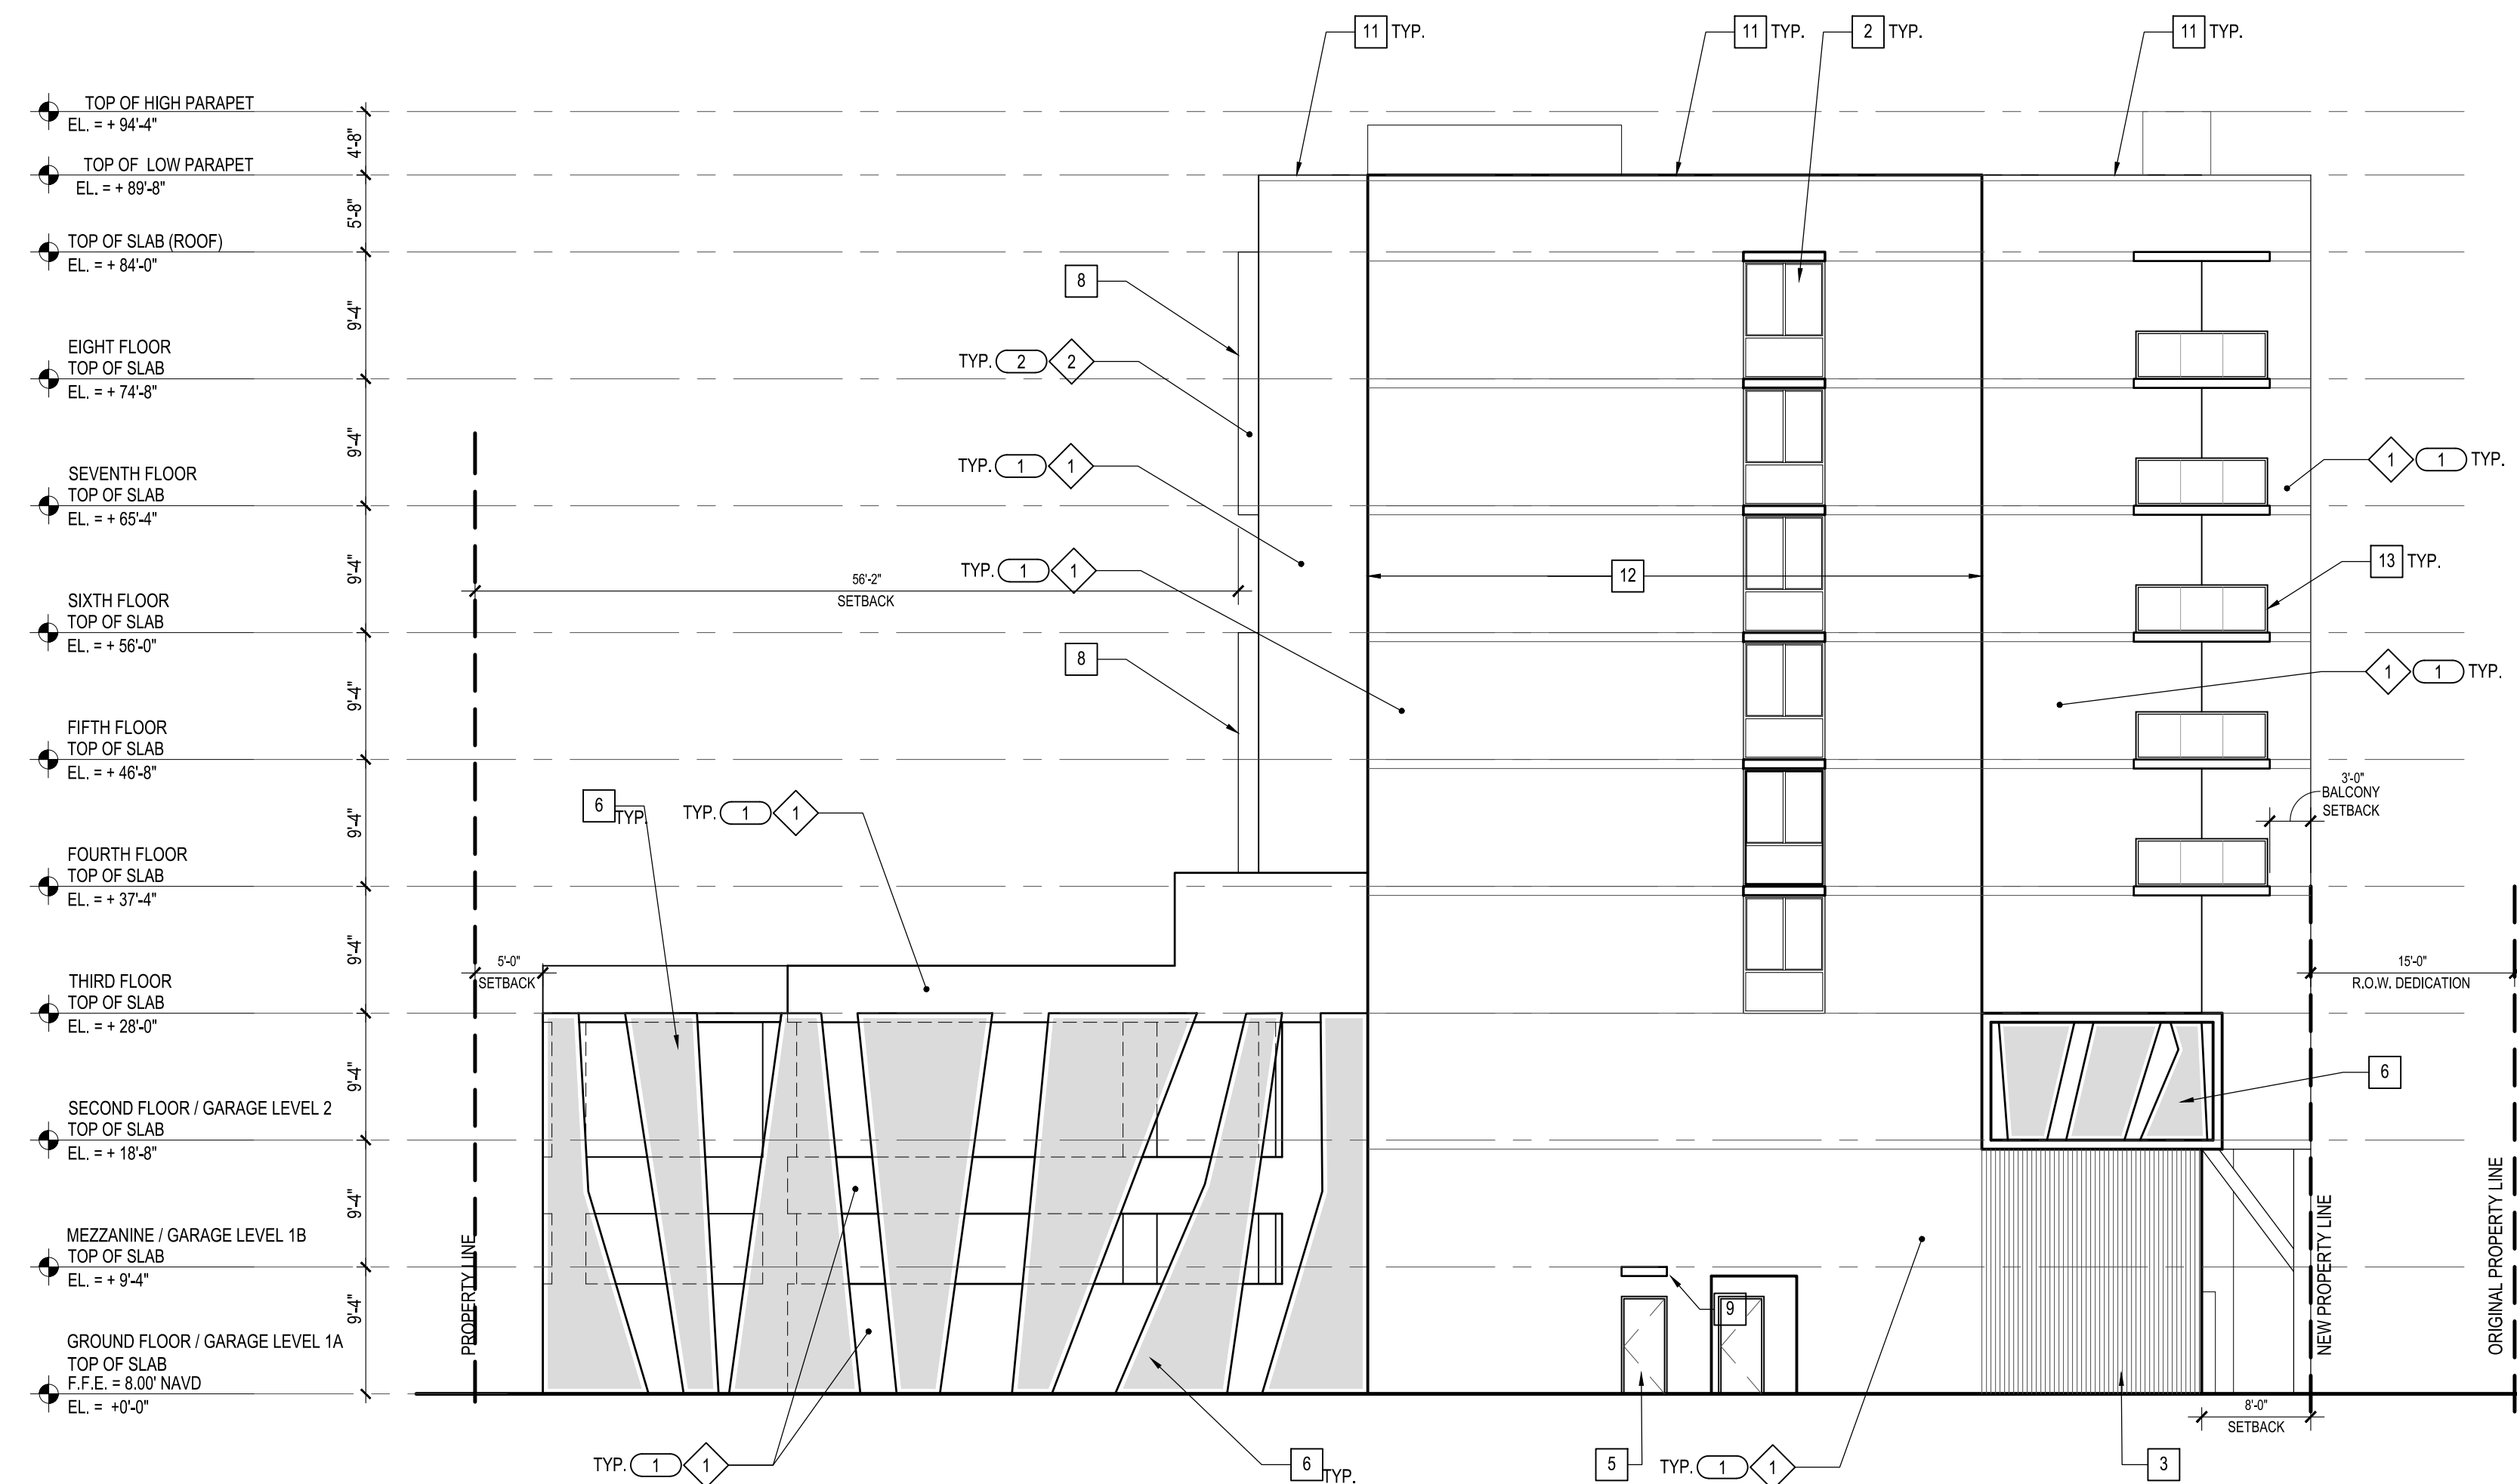 11 TYP.
11 TYP.
2 TYP.
11 TYP.
TOP OF HIGH PARAPET
EL. = + 94'-4"
4'-8"
TOP OF LOW PARAPET
EL. = + 89'-8"
5'-8"
TOP OF SLAB (ROOF)
EL. = + 84'-0"
9'-4"
8
EIGHT FLOOR
TOP OF SLAB
EL. = + 74'-8"
TYP. 2 2
9'-4"
SEVENTH FLOOR
TOP OF SLAB
EL. = + 65'-4"
TYP. 1 1
1 1 TYP.
9'-4"
13 TYP.
TYP. 1 1
12
56'-2"
SETBACK
SIXTH FLOOR
TOP OF SLAB
EL. = + 56'-0"
8
1 1 TYP.
9'-4"
FIFTH FLOOR
TOP OF SLAB
EL. = + 46'-8"
3'-0"
BALCONY
SETBACK
6
TYP.
TYP. 1 1
9'-4"
FOURTH FLOOR
TOP OF SLAB
EL. = + 37'-4"
9'-4"
5'-0"
SETBACK
15'-0"
R.O.W. DEDICATION
THIRD FLOOR
TOP OF SLAB
EL. = + 28'-0"
9'-4"
6
SECOND FLOOR / GARAGE LEVEL 2
TOP OF SLAB
EL. = + 18'-8"
9'-4"
MEZZANINE / GARAGE LEVEL 1B
TOP OF SLAB
EL. = + 9'-4"
PROPERTY LINE
NEW PROPERTY LINE
ORIGINAL PROPERTY LINE
9'-4"
9
GROUND FLOOR / GARAGE LEVEL 1A
TOP OF SLAB
F.F.E. = 8.00' NAVD
EL. = +0'-0"
8'-0"
SETBACK
TYP. 1 1
6
TYP.
5
TYP. 1 1
3